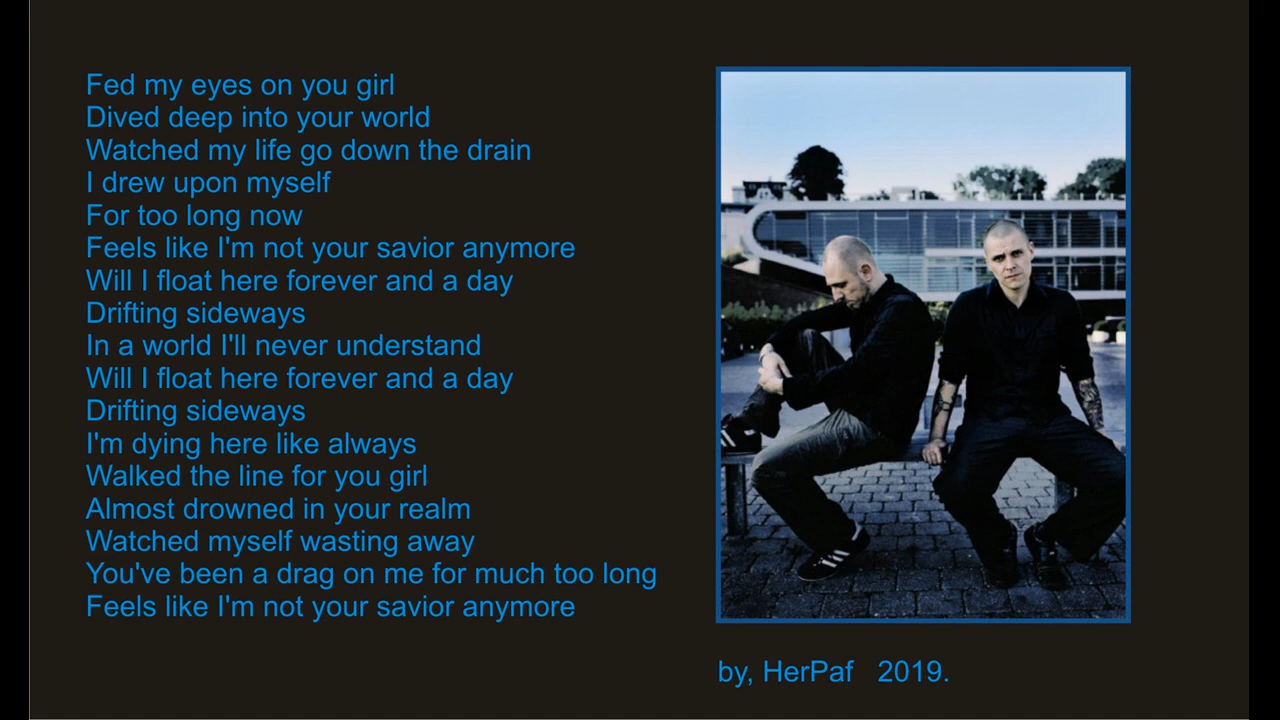 Fed my eyes on you girl
Dived deep into your world
Watched my life go down the drain
I drew upon myself
For too long now
Feels like I'm not your savior anymore
Will I float here forever and a day
Drifting sideways
In a world I'll never understand
Will I float here forever and a day
Drifting sideways
I'm dying here like always
Walked the line for you girl
Almost drowned in your realm
Watched myself wasting away
You've been a drag on me for much too long
Feels like I'm not your savior anymore
by, HerPaf 2019.